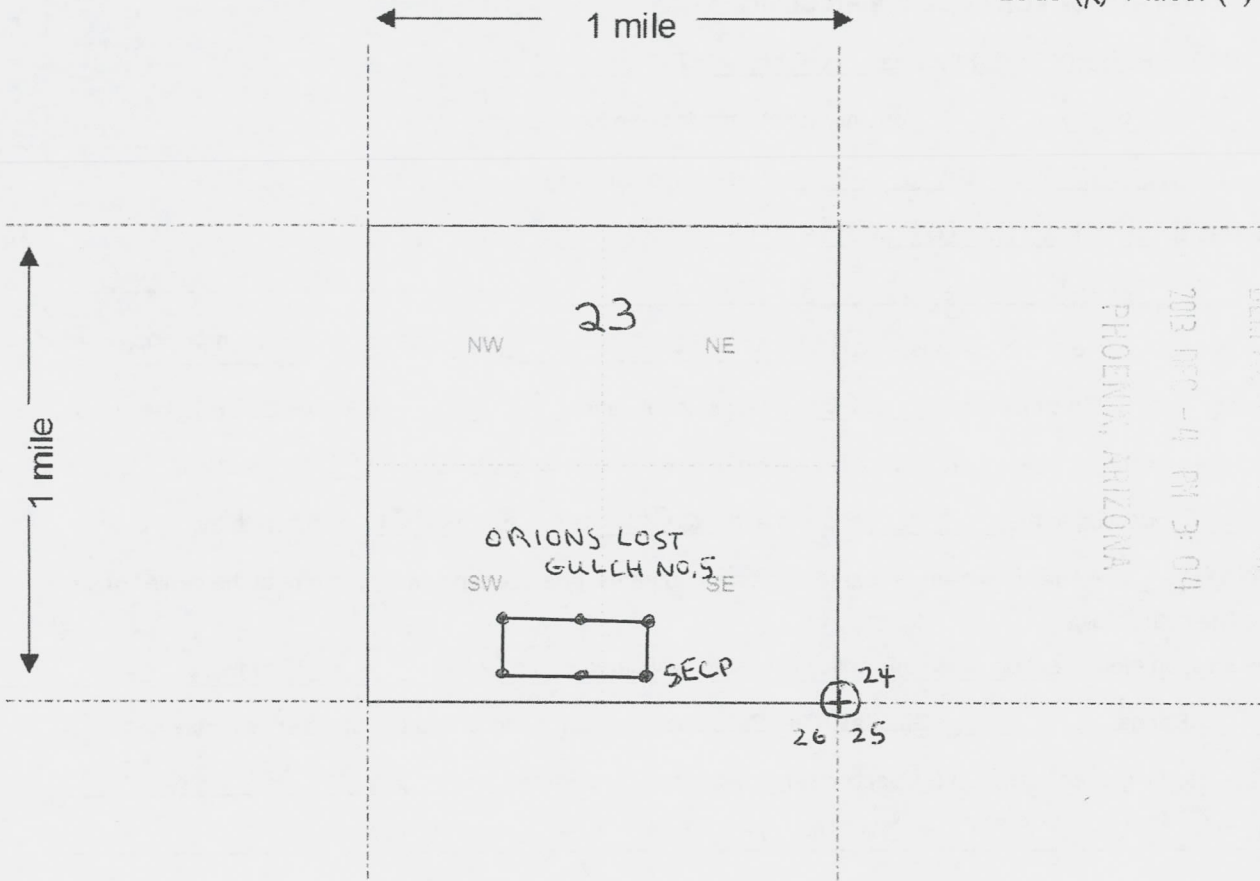 1 mile
1 mile
23
NW NE
ORIONS LOST
GULCH NO.5
SW SE
SECP
24
26 25
2013 DEC -4 PM 3:04
PHOENIX, ARIZONA